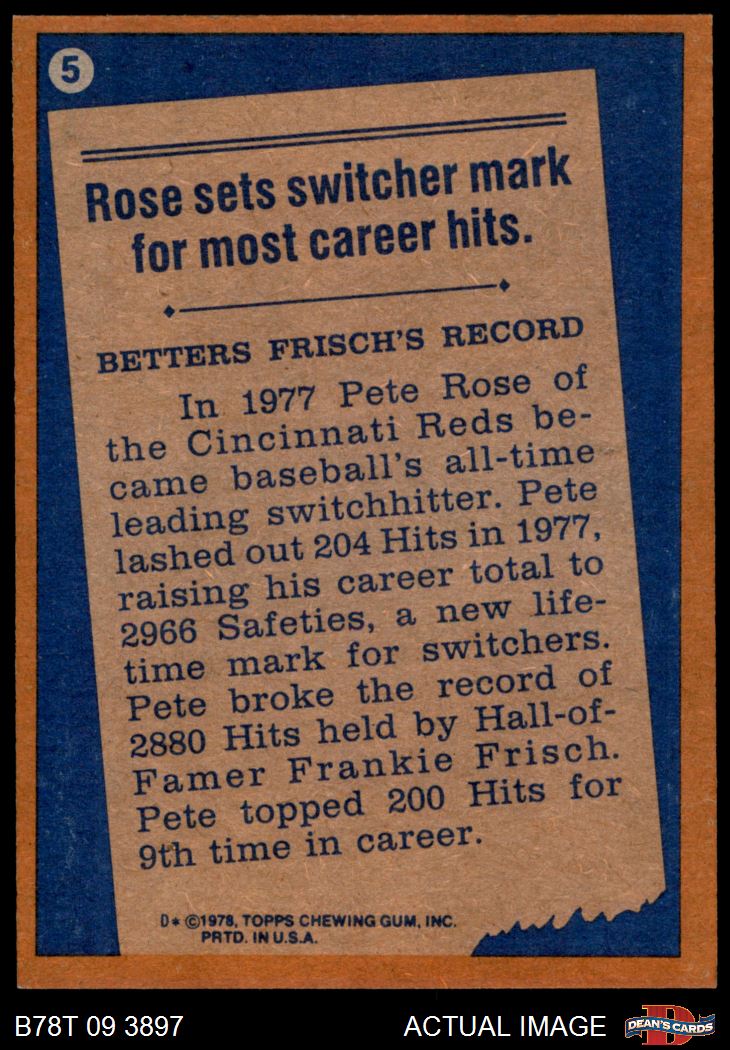 5
Rose sets switcher mark
for most career hits.
BETTERS FRISCH'S RECORD
In 1977 Pete Rose of
the Cincinnati Reds be-
came baseball's all-time
leading switchhitter. Pete
lashed out 204 Hits in 1977,
raising his career total to
2966 Safeties, a new life-
time mark for switchers.
Pete broke the record of
2880 Hits held by Hall-of-
Famer Frankie Frisch.
Pete topped 200 Hits for
9th time in career.
D* ©1978, TOPPS CHEWING GUM, INC.
PRTD. IN U.S.A.
B78T 09 3897 ACTUAL IMAGE D DEAN'S CARDS